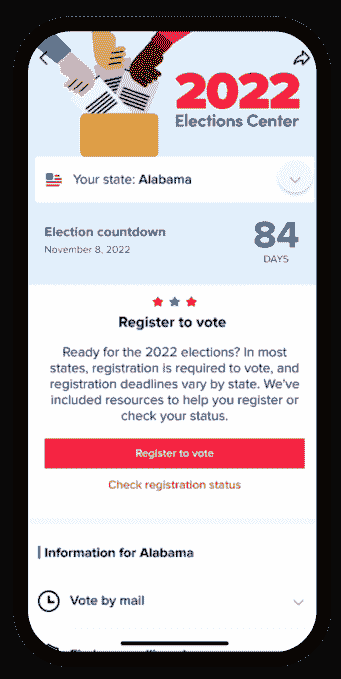 2022
Elections Center
Your state: Alabama
Election countdown
November 8, 2022
84
DAYS
Register to vote
Ready for the 2022 elections? In most
states, registration is required to vote, and
registration deadlines vary by state. We've
included resources to help you register or
check your status.
Register to vote
Check registration status
Information for Alabama
Vote by mail